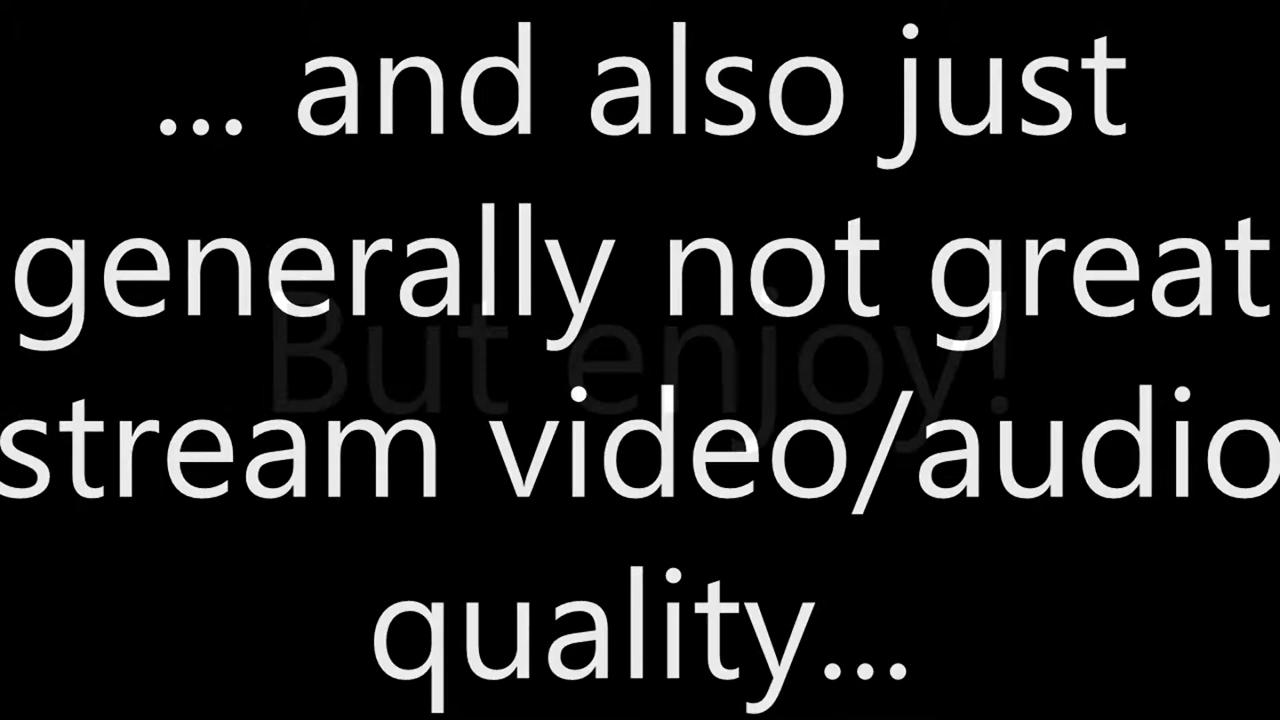 ... and also just
generally not great
But enjoy!
stream video/audio
quality...